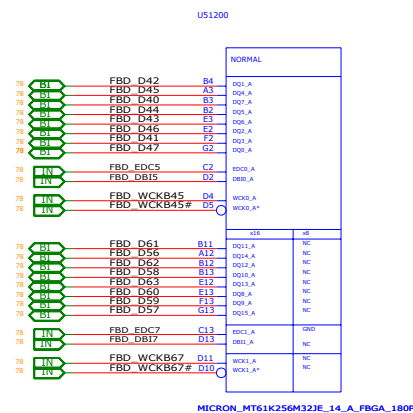 U51200
NORMAL
78 BI FBD_D42 B4 DQ1_A
78 BI FBD_D45 A3 DQ4_A
78 BI FBD_D40 B3 DQ7_A
78 BI FBD_D44 B2 DQ5_A
78 BI FBD_D43 E3 DQ6_A
78 BI FBD_D46 E2 DQ2_A
78 BI FBD_D41 F2 DQ3_A
78 BI FBD_D47 G2 DQ0_A
78 IN FBD_EDC5 C2 EDC0_A
78 IN FBD_DBI5 D2 DBI0_A
78 IN FBD_WCKB45 D4 WCK0_A
78 IN FBD_WCKB45# D5 WCK0_A*
x16 x8
78 BI FBD_D61 B11 DQ11_A NC
78 BI FBD_D56 A12 DQ14_A NC
78 BI FBD_D62 B12 DQ12_A NC
78 BI FBD_D58 B13 DQ10_A NC
78 BI FBD_D63 E12 DQ13_A NC
78 BI FBD_D60 E13 DQ8_A NC
78 BI FBD_D59 F13 DQ9_A NC
78 BI FBD_D57 G13 DQ15_A NC
78 IN FBD_EDC7 C13 EDC1_A GND
78 IN FBD_DBI7 D13 DBI1_A NC
78 IN FBD_WCKB67 D11 WCK1_A NC
78 IN FBD_WCKB67# D10 WCK1_A* NC
MICRON_MT61K256M32JE_14_A_FBGA_180P